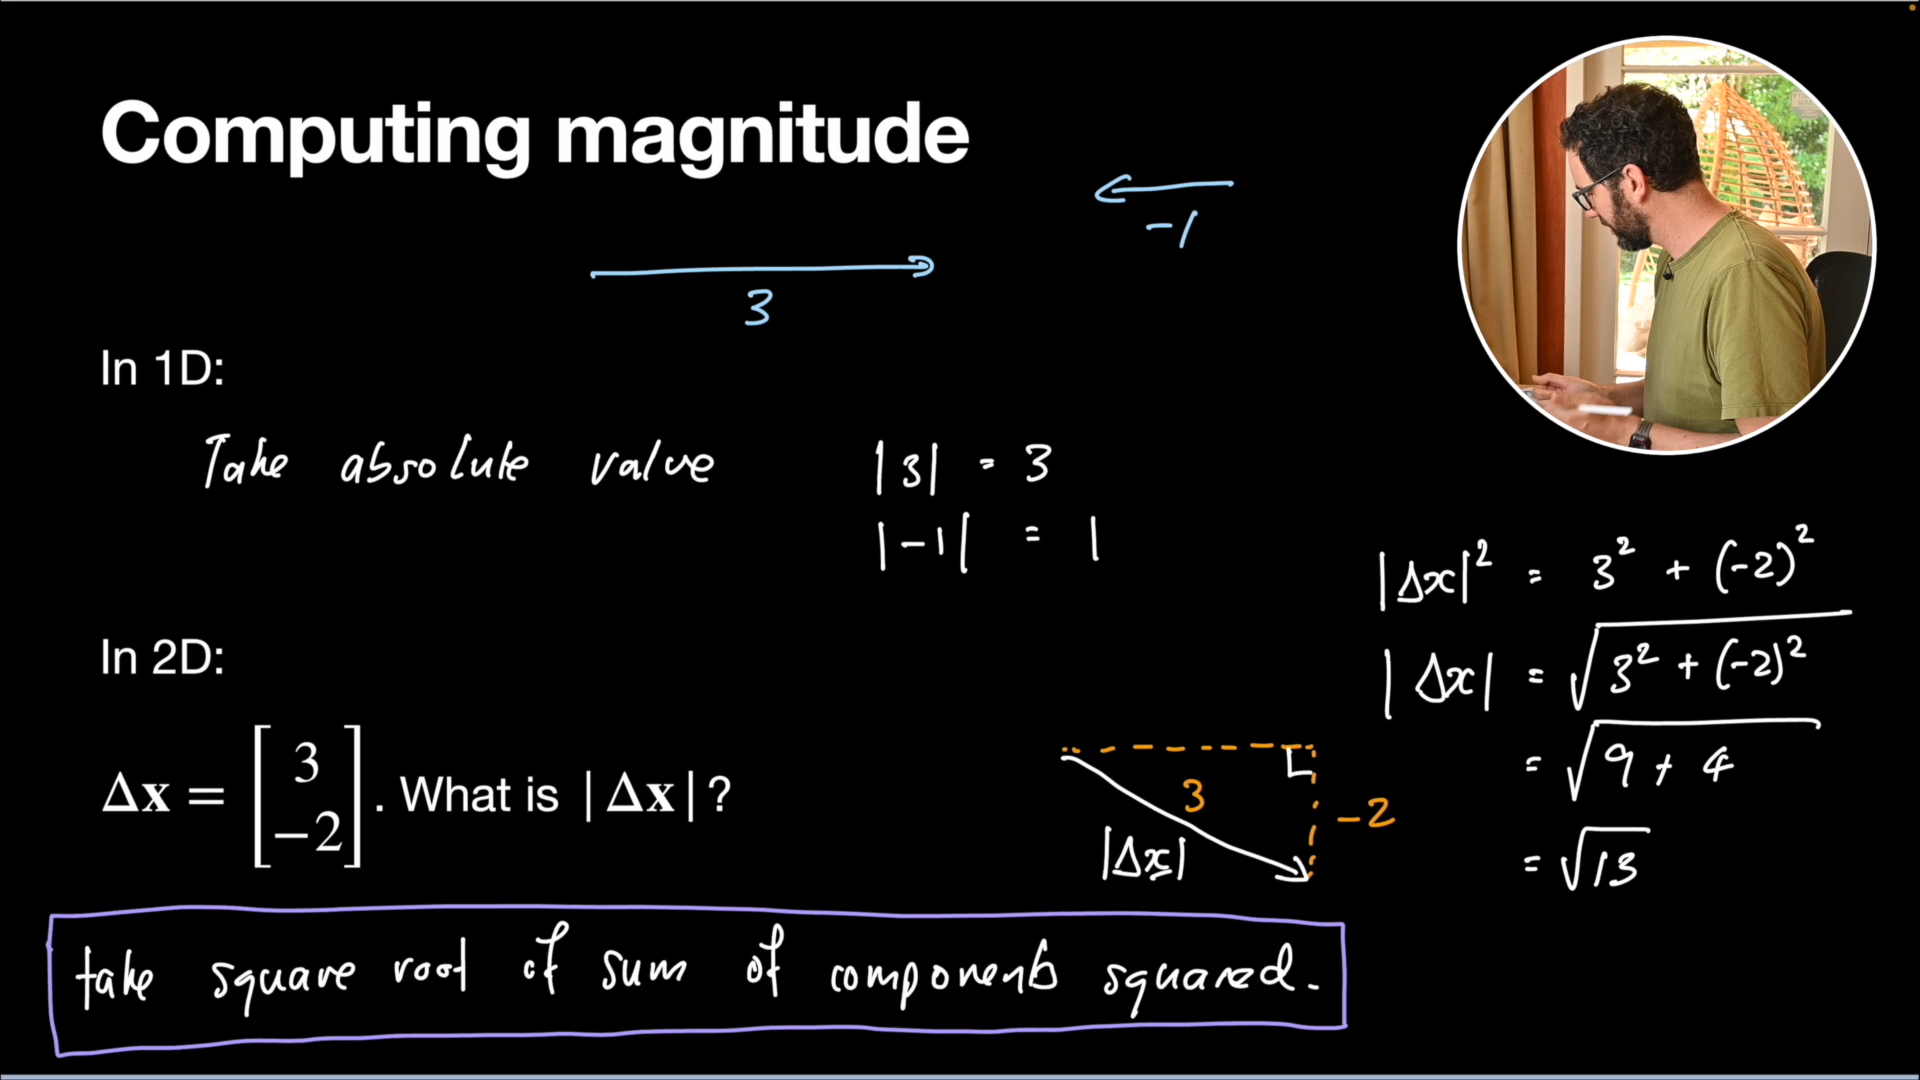 Computing magnitude
-1
3
In 1D:
Take absolute value |3| = 3
|-1| = 1
|Δx|² = 3² + (-2)²
|Δx| = √(3² + (-2)²)
= √(9 + 4)
= √13
In 2D:
Δx = [3 −2]. What is |Δx|?
3
-2
|Δx|
take square root of sum of components squared.